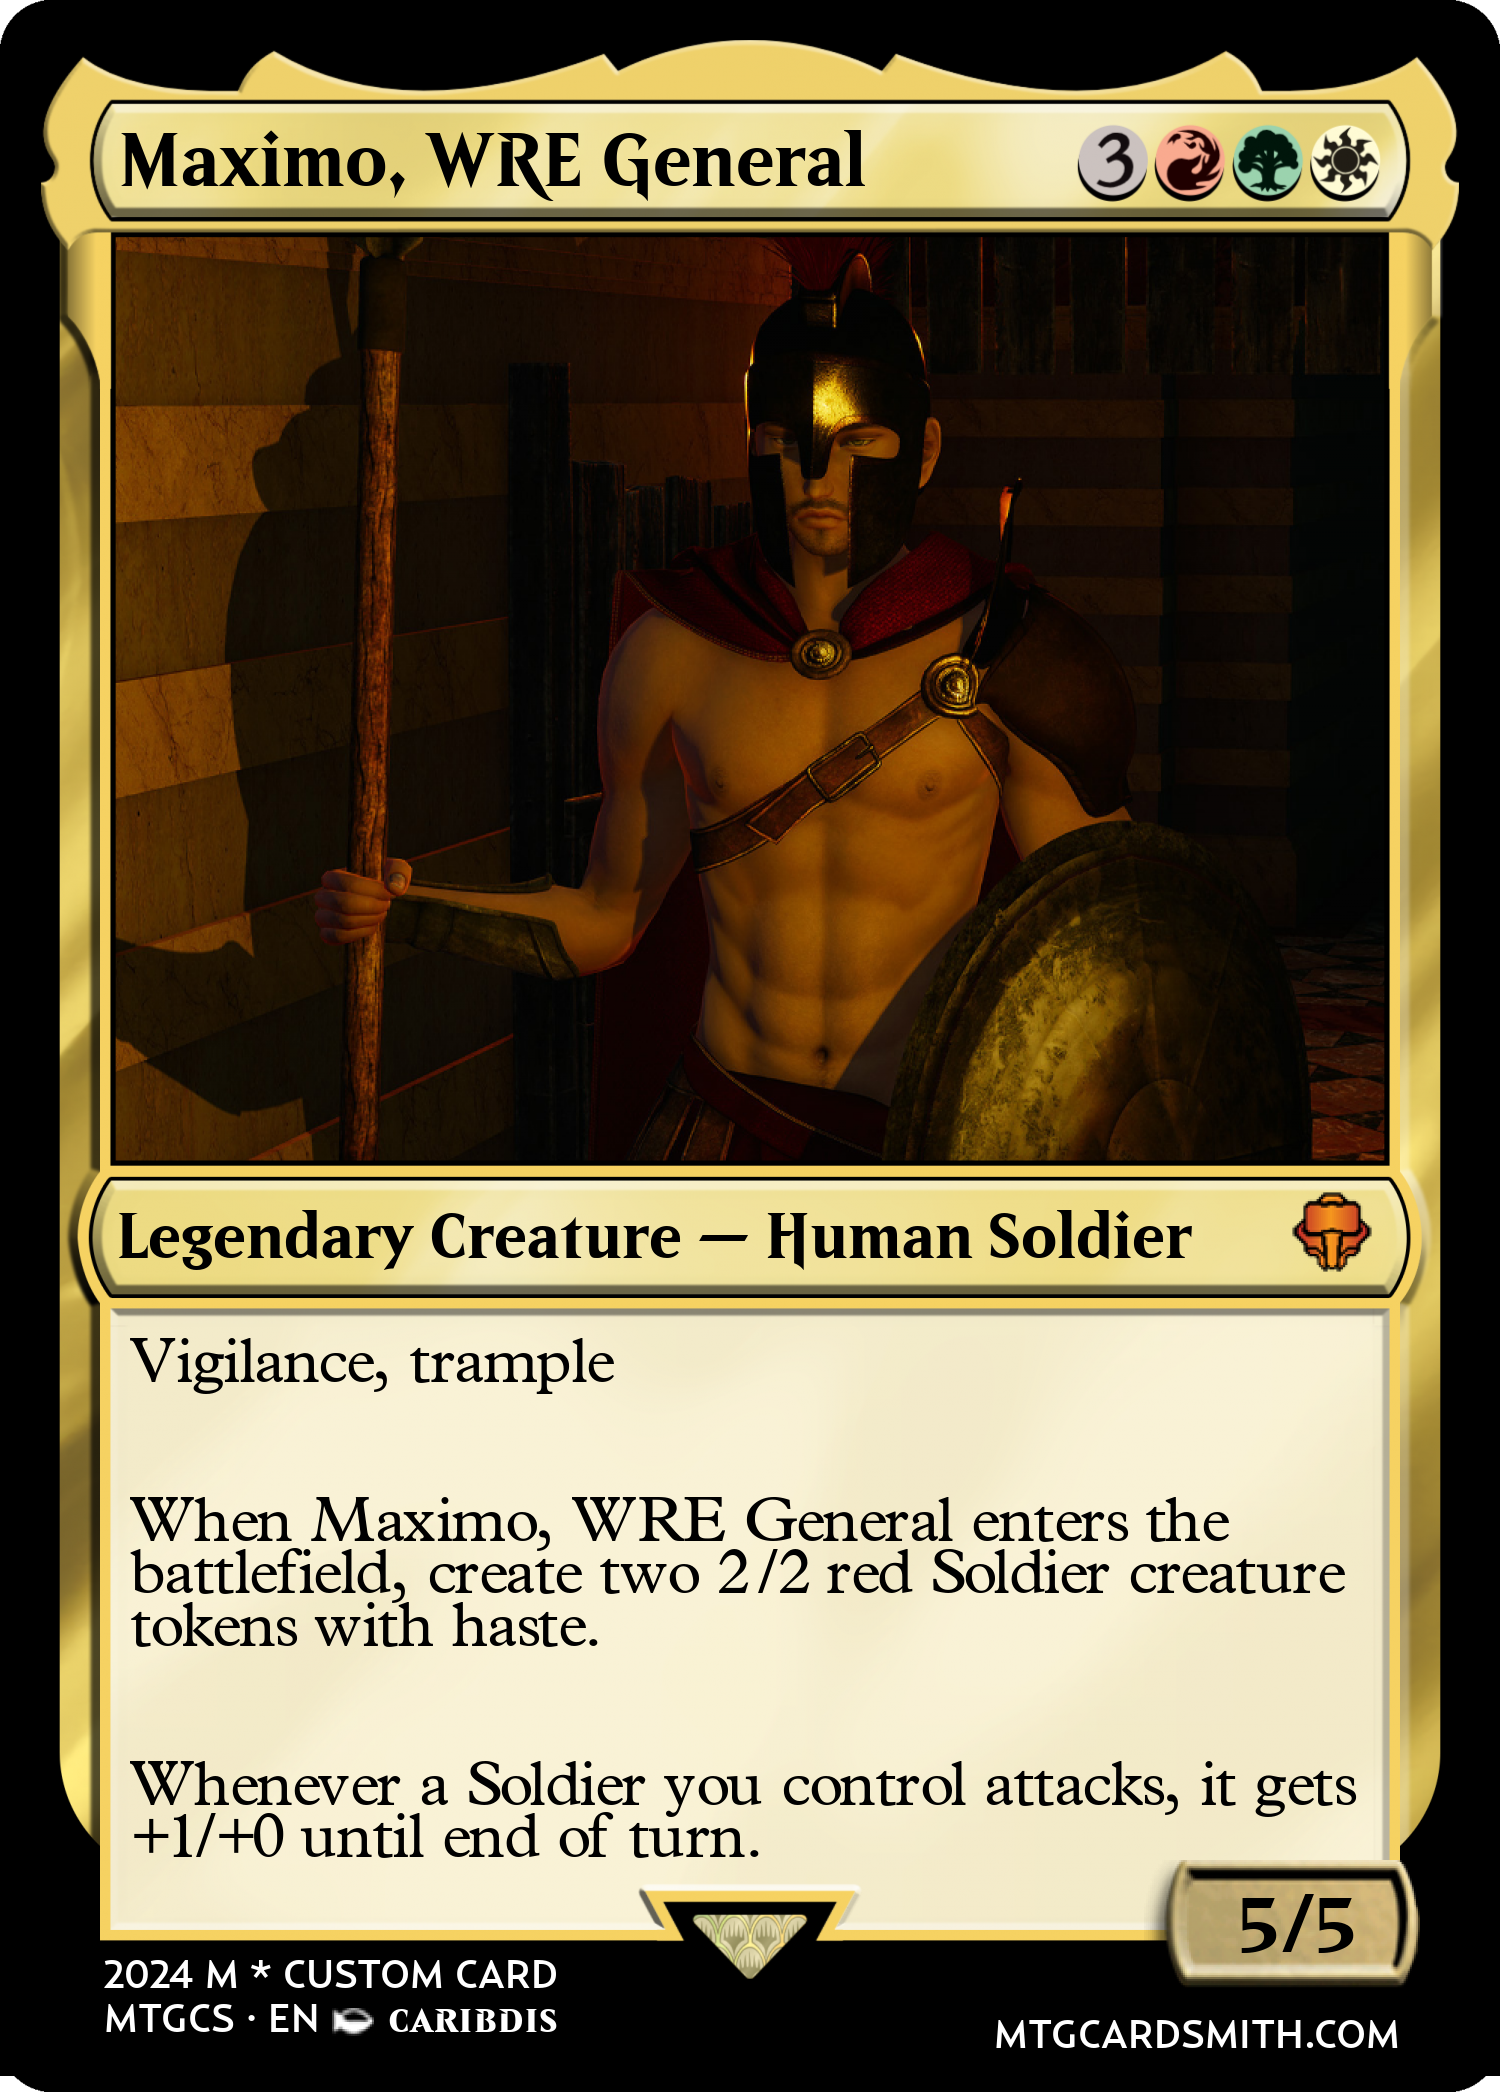 Maximo, WRE General
3
Legendary Creature — Human Soldier
Vigilance, trample
When Maximo, WRE General enters the
battlefield, create two 2/2 red Soldier creature
tokens with haste.
Whenever a Soldier you control attacks, it gets
+1/+0 until end of turn.
5/5
2024 M * CUSTOM CARD
MTGCS · EN CARIBDIS
MTGCARDSMITH.COM